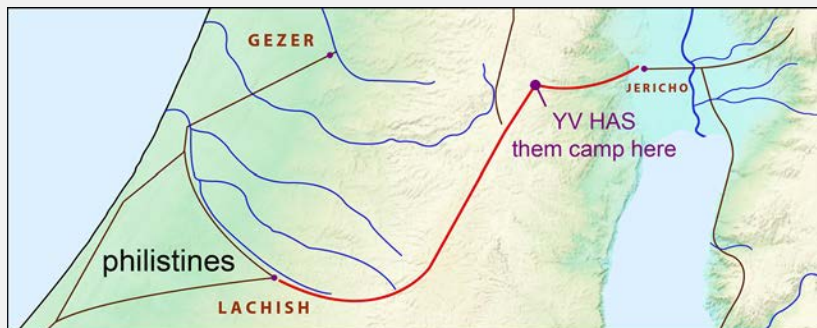 GEZER
JERICHO
YV HAS
them camp here
philistines
LACHISH